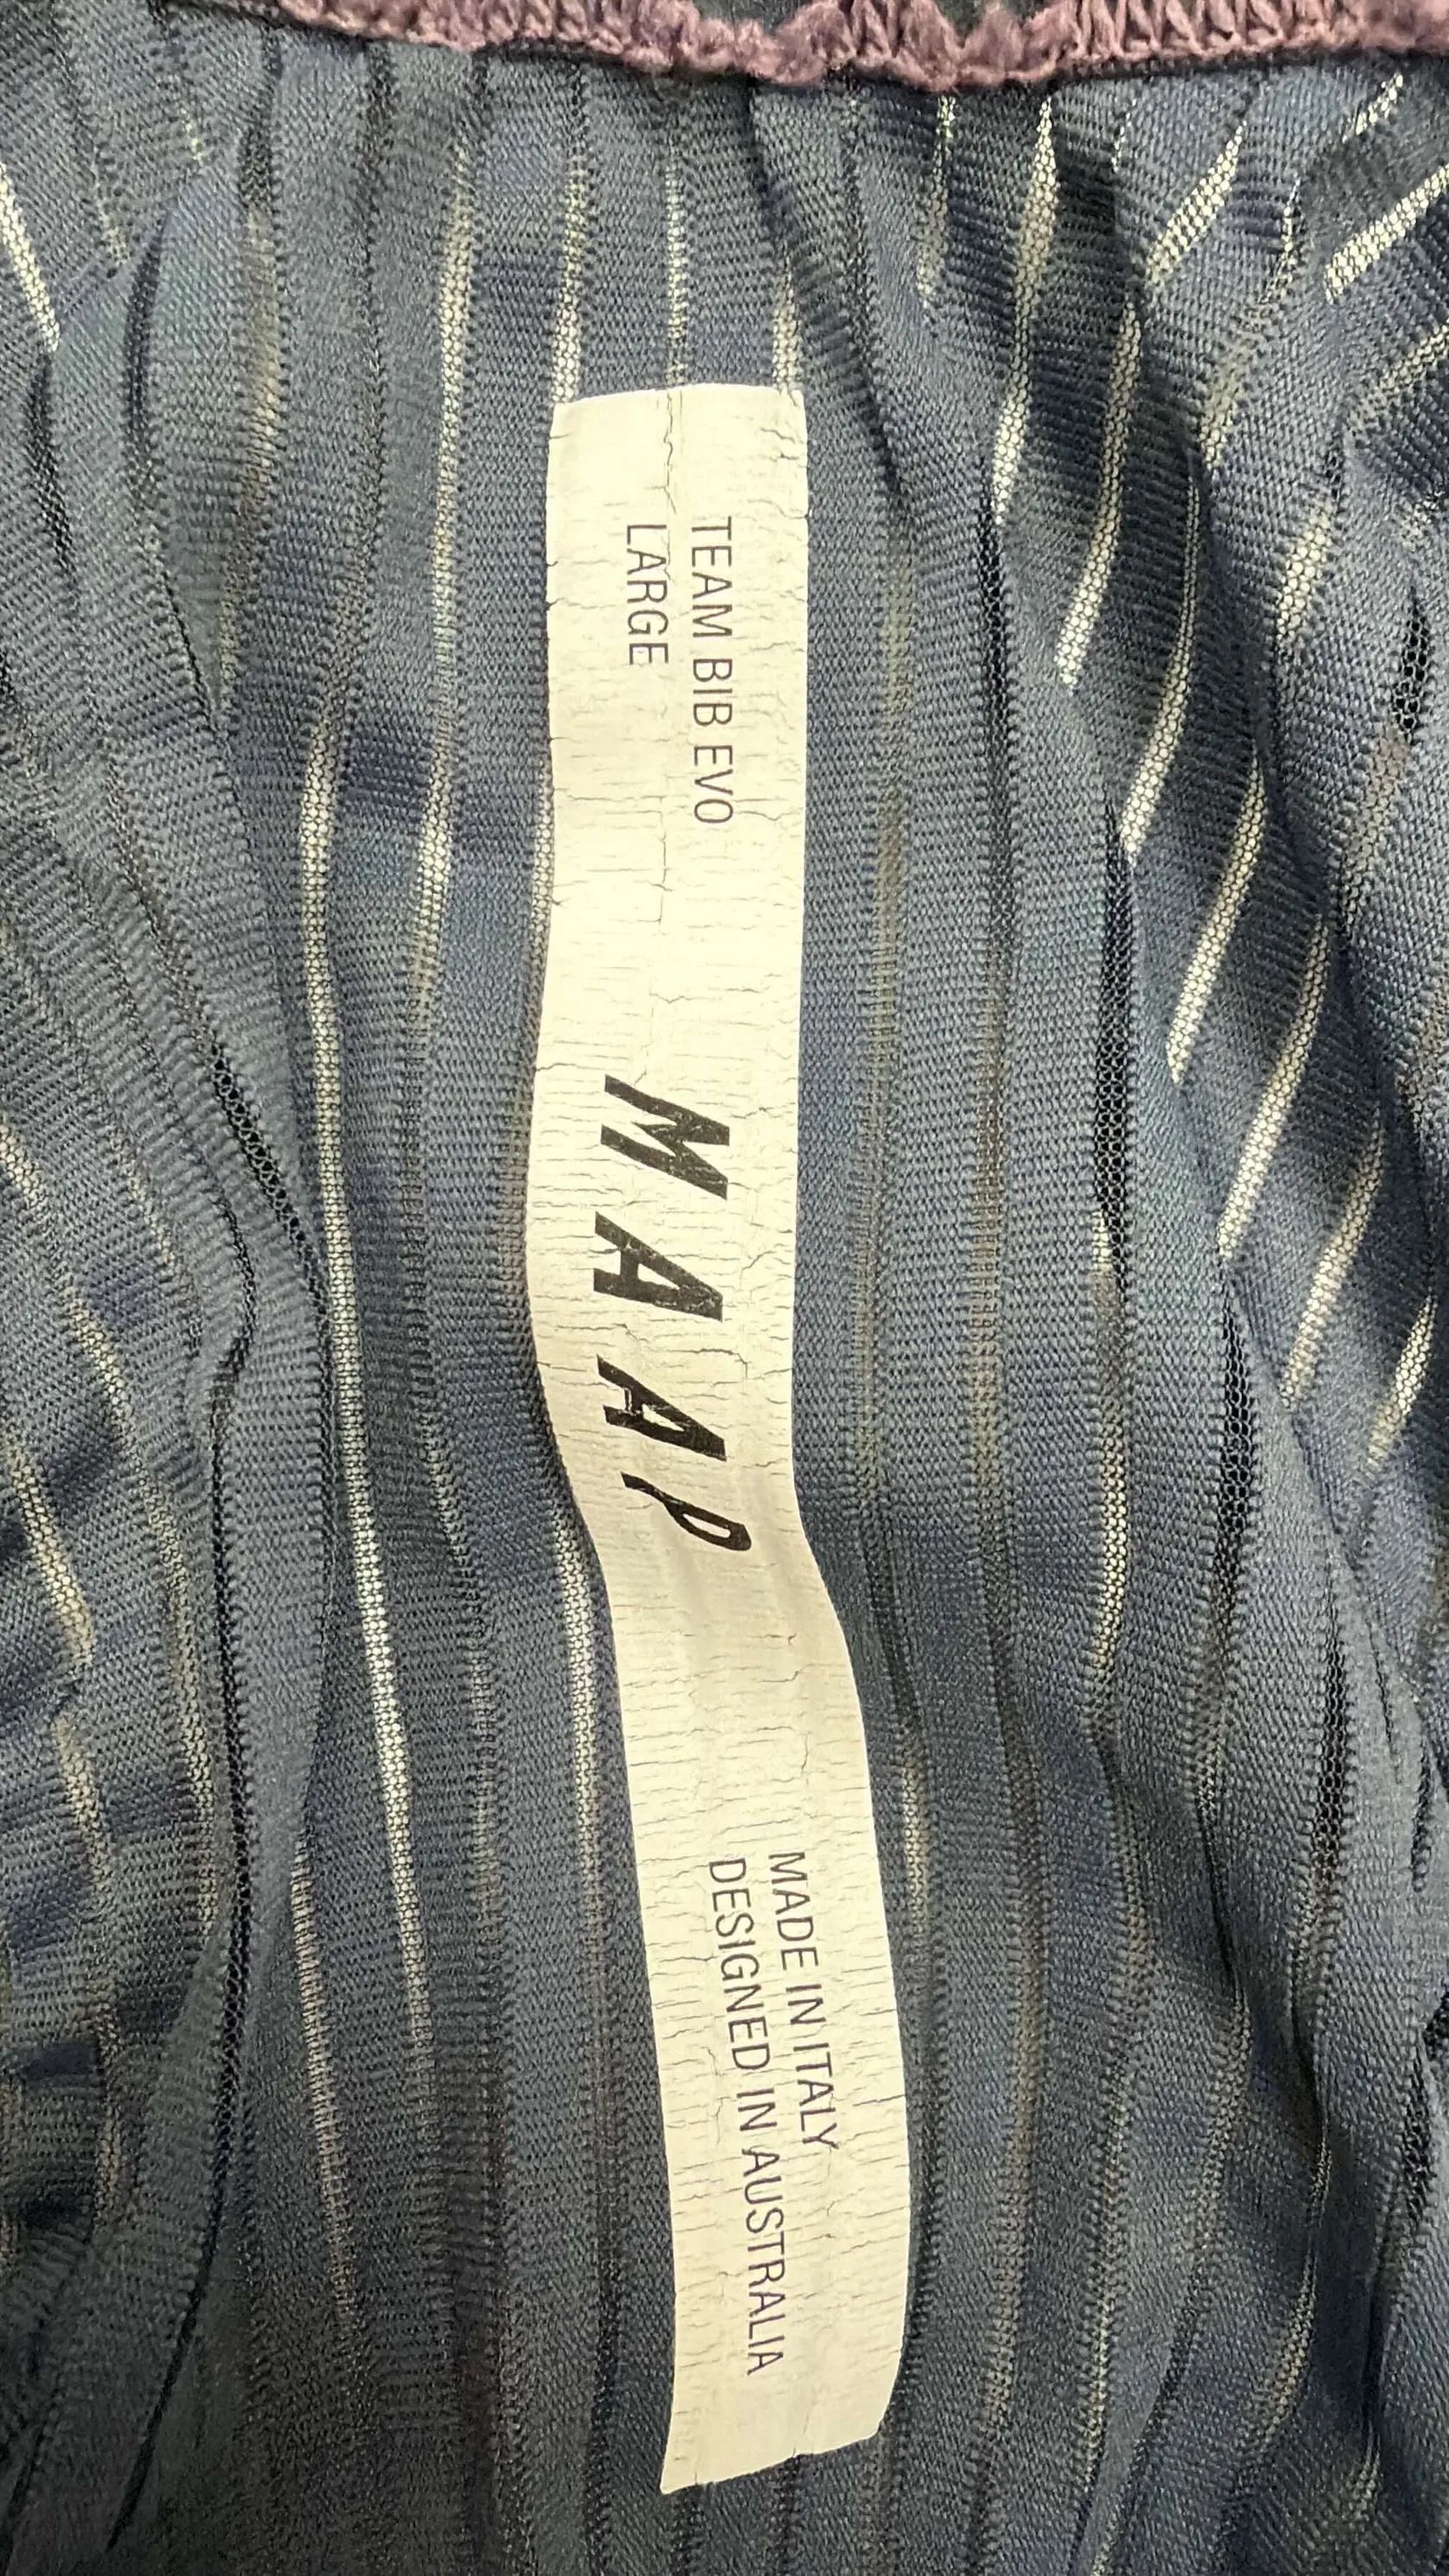 TEAM BIB EVO
LARGE
MAAP
MADE IN ITALY
DESIGNED IN AUSTRALIA